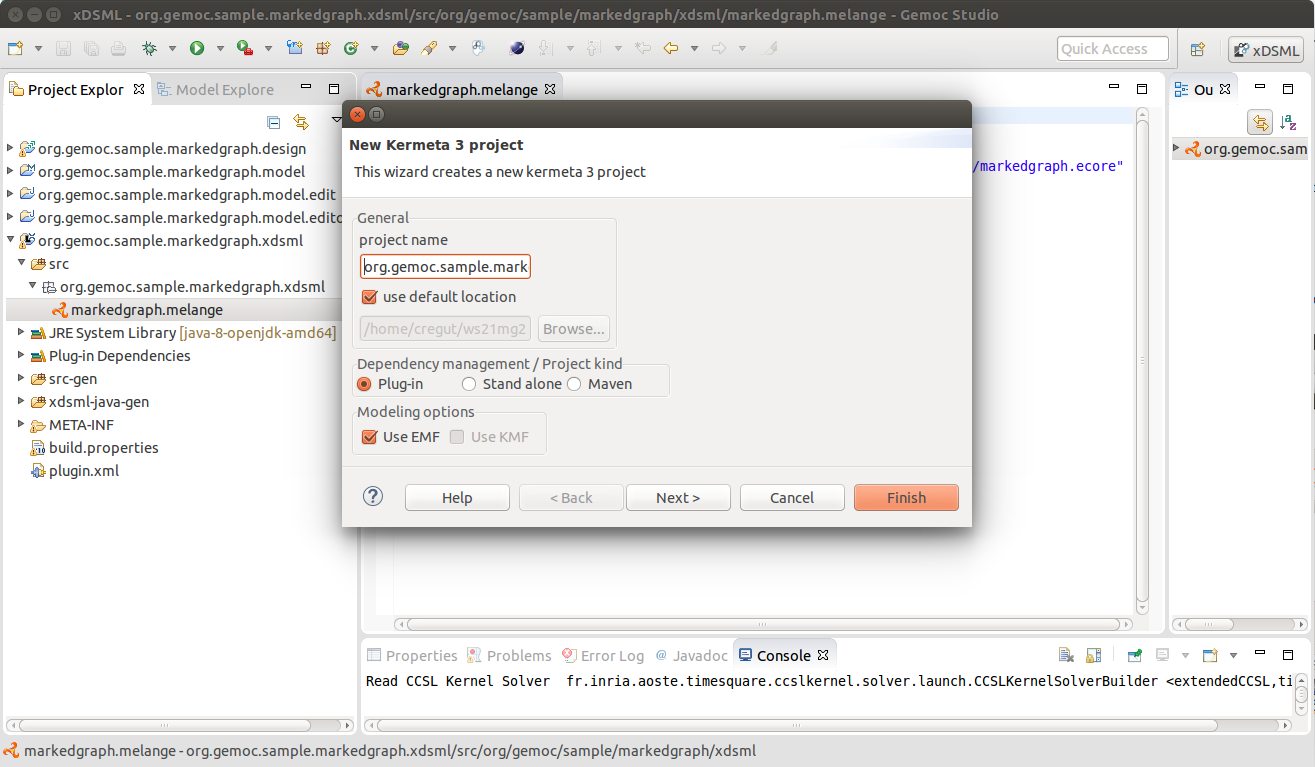 xDSML - org.gemoc.sample.markedgraph.xdsml/src/org/gemoc/sample/markedgraph/xdsml/markedgraph.melange - Gemoc Studio
Quick Access
xDSML
Project Explor
Model Explore
markedgraph.melange
Ou
org.gemoc.sample.markedgraph.design
org.gemoc.sample.markedgraph.model
org.gemoc.sample.markedgraph.model.edit
org.gemoc.sample.markedgraph.model.edito
org.gemoc.sample.markedgraph.xdsml
src
org.gemoc.sample.markedgraph.xdsml
markedgraph.melange
JRE System Library [java-8-openjdk-amd64]
Plug-in Dependencies
src-gen
xdsml-java-gen
META-INF
build.properties
plugin.xml
New Kermeta 3 project
This wizard creates a new kermeta 3 project
General
project name
org.gemoc.sample.mark
use default location
/home/cregut/ws21mg2
Browse...
Dependency management / Project kind
Plug-in
Stand alone
Maven
Modeling options
Use EMF
Use KMF
?
Help
< Back
Next >
Cancel
Finish
/markedgraph.ecore"
org.gemoc.sam
Properties
Problems
Error Log
@ Javadoc
Console
Read CCSL Kernel Solver  fr.inria.aoste.timesquare.ccslkernel.solver.launch.CCSLKernelSolverBuilder <extendedCCSL,ti
markedgraph.melange - org.gemoc.sample.markedgraph.xdsml/src/org/gemoc/sample/markedgraph/xdsml